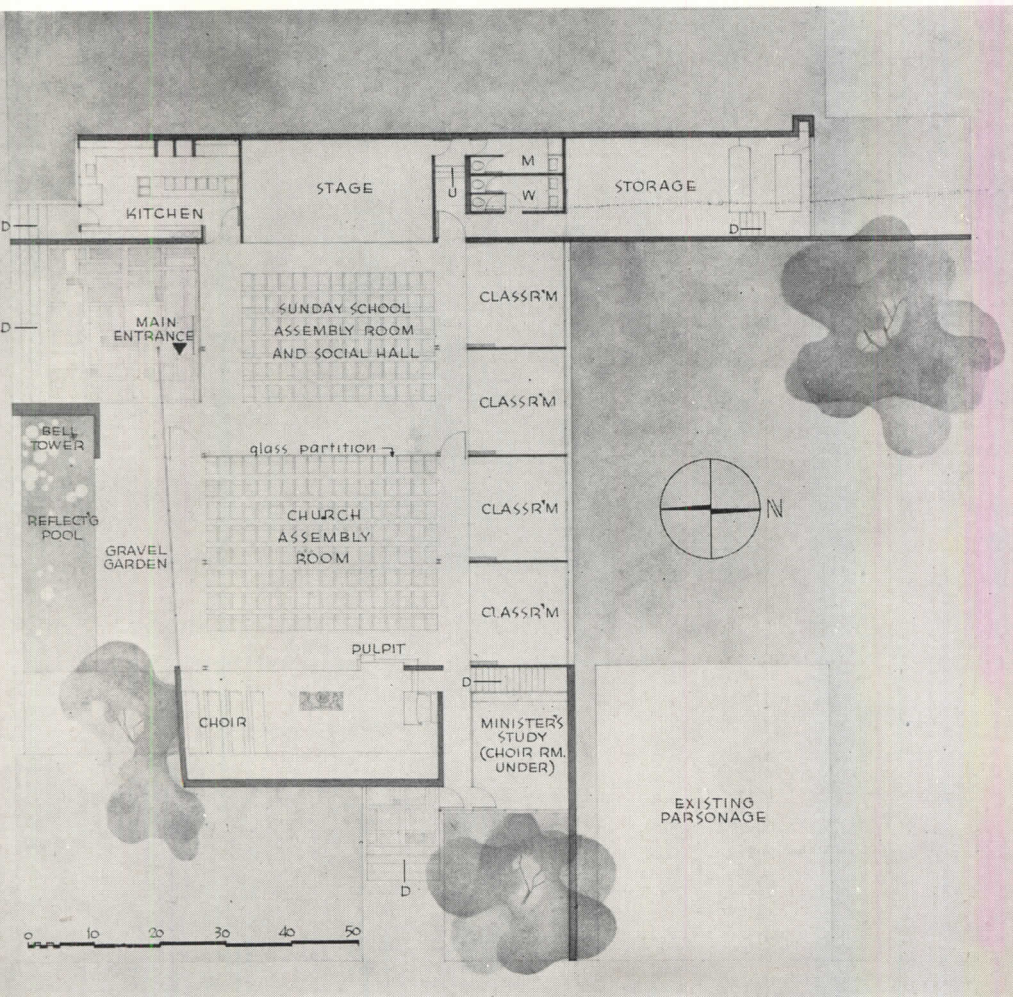 STAGE
M
U
W
STORAGE
KITCHEN
D
D
SUNDAY SCHOOL
ASSEMBLY ROOM
AND SOCIAL HALL
CLASSR'M
MAIN
ENTRANCE
D
CLASSR'M
BELL
TOWER
glass partition
CHURCH
ASSEMBLY
ROOM
CLASSR'M
N
REFLECT'G
POOL
GRAVEL
GARDEN
CLASSR'M
PULPIT
D
CHOIR
MINISTER'S
STUDY
(CHOIR RM.
UNDER)
EXISTING
PARSONAGE
D
0 10 20 30 40 50